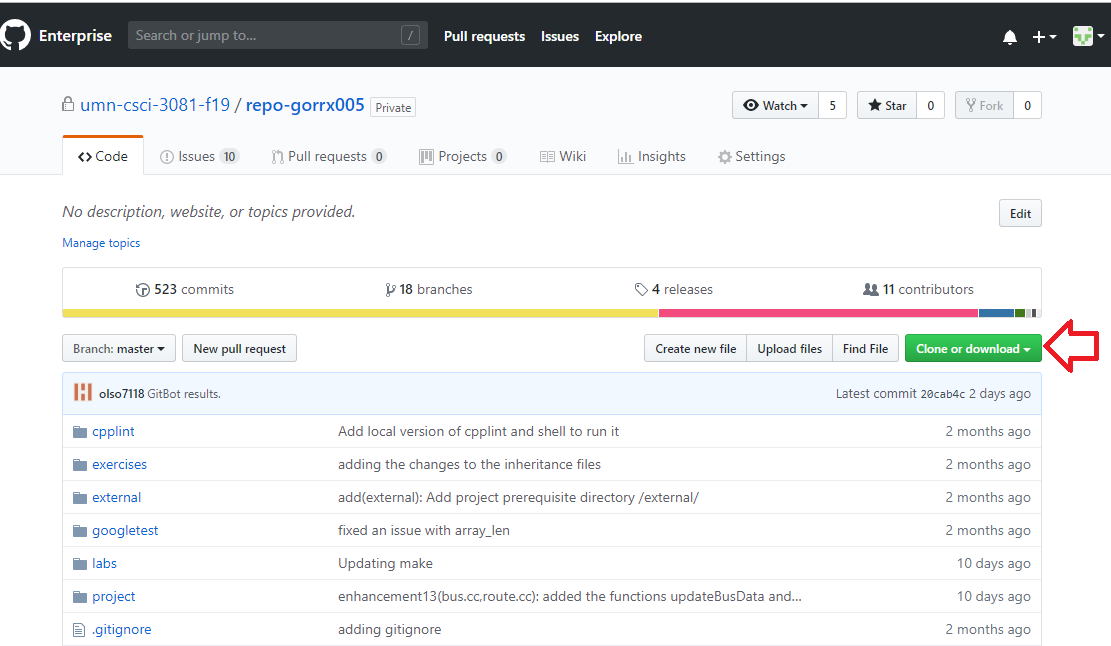 Enterprise Search or jump to... / Pull requests Issues Explore
umn-csci-3081-f19 / repo-gorrx005 Private Watch 5 Star 0 Fork 0
Code Issues 10 Pull requests 0 Projects 0 Wiki Insights Settings
No description, website, or topics provided. Edit
Manage topics
523 commits 18 branches 4 releases 11 contributors
Branch: master New pull request Create new file Upload files Find File Clone or download
olso7118 GitBot results. Latest commit 20cab4c 2 days ago
cpplint Add local version of cpplint and shell to run it 2 months ago
exercises adding the changes to the inheritance files 2 months ago
external add(external): Add project prerequisite directory /external/ 2 months ago
googletest fixed an issue with array_len 2 months ago
labs Updating make 10 days ago
project enhancement13(bus.cc,route.cc): added the functions updateBusData and... 10 days ago
.gitignore adding gitignore 2 months ago